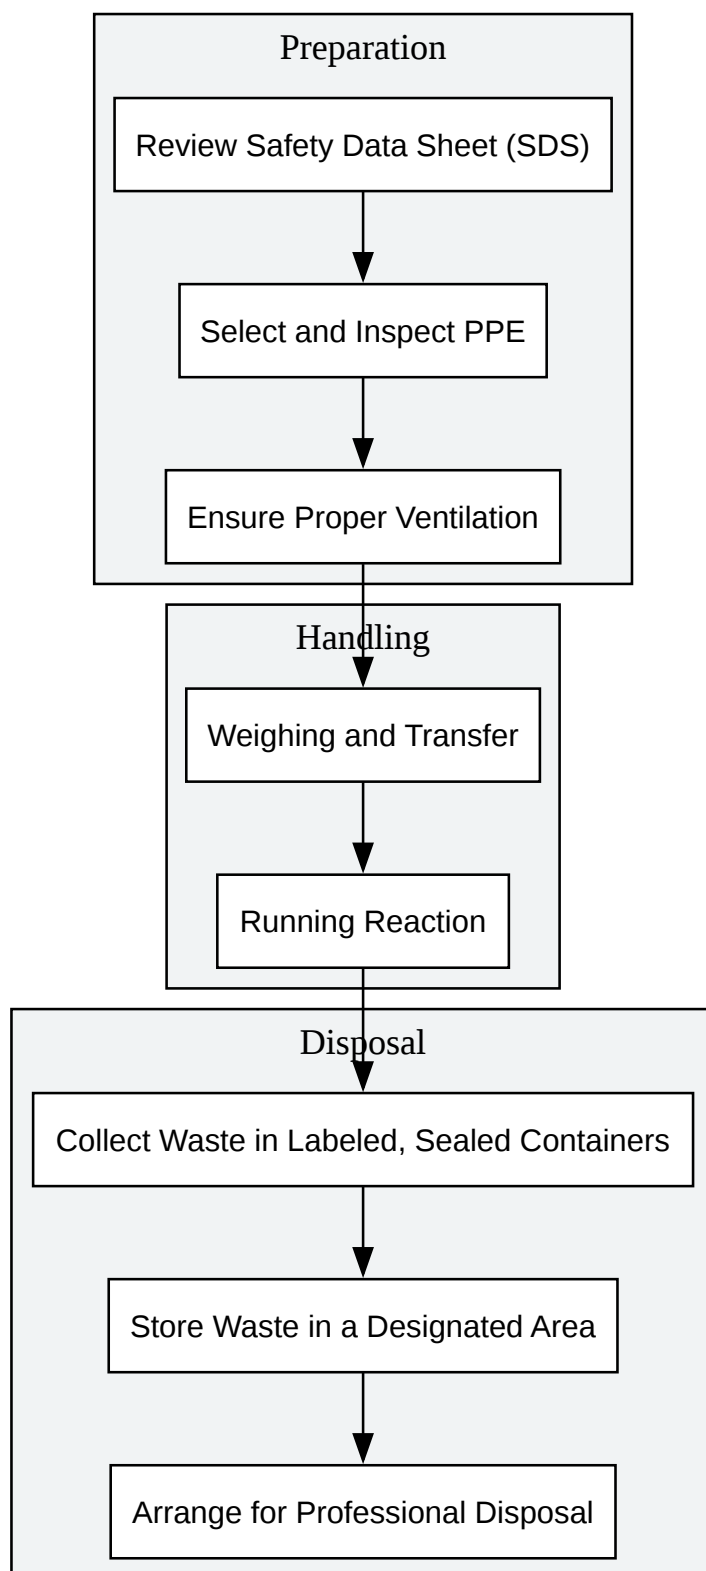 Preparation
Review Safety Data Sheet (SDS)
Select and Inspect PPE
Ensure Proper Ventilation
Handling
Weighing and Transfer
Running Reaction
Disposal
Collect Waste in Labeled, Sealed Containers
Store Waste in a Designated Area
Arrange for Professional Disposal